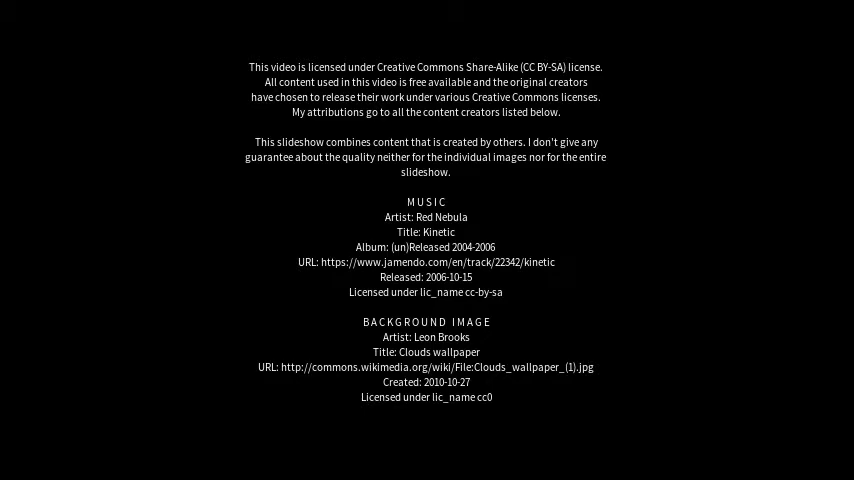 This video is licensed under Creative Commons Share-Alike (CC BY-SA) license.
All content used in this video is free available and the original creators
have chosen to release their work under various Creative Commons licenses.
My attributions go to all the content creators listed below.
This slideshow combines content that is created by others. I don't give any
guarantee about the quality neither for the individual images nor for the entire
slideshow.
MUSIC
Artist: Red Nebula
Title: Kinetic
Album: (un)Released 2004-2006
URL: https://www.jamendo.com/en/track/22342/kinetic
Released: 2006-10-15
Licensed under lic_name cc-by-sa
BACKGROUND IMAGE
Artist: Leon Brooks
Title: Clouds wallpaper
URL: http://commons.wikimedia.org/wiki/File:Clouds_wallpaper_(1).jpg
Created: 2010-10-27
Licensed under lic_name cc0